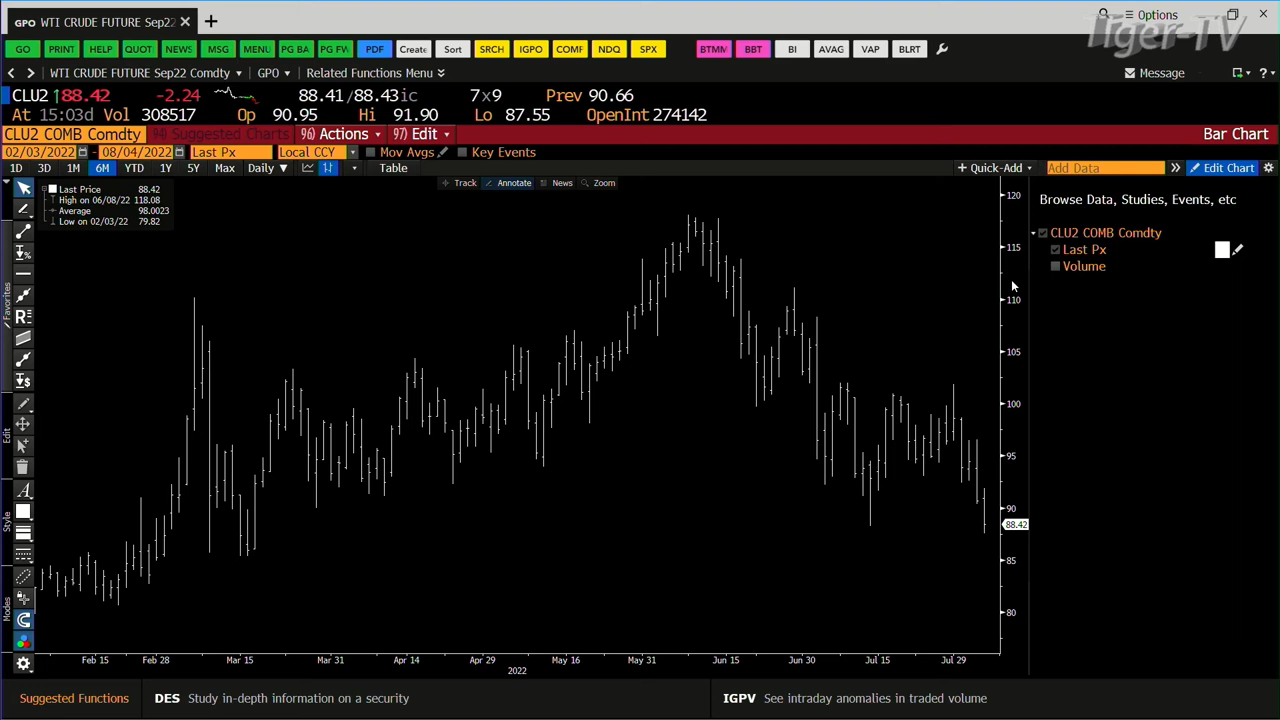 GPO WTI CRUDE FUTURE Sep22 × +
Options
Tiger-TV
GO PRINT HELP QUOT NEWS MSG MENU PG BA PG FW PDF Create Sort SRCH IGPO COMF NDQ SPX BTMM BBT BI AVAG VAP BLRT
< > WTI CRUDE FUTURE Sep22 Comdty GPO Related Functions Menu Message ?
CLU2 ↑88.42 -2.24 88.41/88.43ic 7x9 Prev 90.66
At 15:03d Vol 308517 Op 90.95 Hi 91.90 Lo 87.55 OpenInt 274142
CLU2 COMB Comdty 94) Suggested Charts 96) Actions 97) Edit Bar Chart
02/03/2022 - 08/04/2022 Last Px Local CCY Mov Avgs Key Events
1D 3D 1M 6M YTD 1Y 5Y Max Daily Table + Quick-Add Add Data » Edit Chart
Track Annotate News Zoom
Last Price 88.42
High on 06/08/22 118.08
Average 98.0023
Low on 02/03/22 79.82
Browse Data, Studies, Events, etc
CLU2 COMB Comdty
Last Px
Volume
120
115
110
105
100
95
90
88.42
85
80
Favorites
Edit
Style
Modes
Feb 15 Feb 28 Mar 15 Mar 31 Apr 14 Apr 29 May 16 May 31 Jun 15 Jun 30 Jul 15 Jul 29
2022
Suggested Functions DES Study in-depth information on a security IGPV See intraday anomalies in traded volume